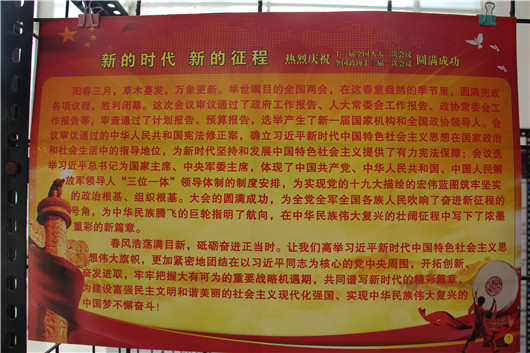 新的时代 新的征程 热烈庆祝 十三届全国人大一次会议 圆满成功
全国政协十三届一次会议
阳春三月，草木蔓发，万象更新。举世瞩目的全国两会，在这春意盎然的季节里，圆满完成
各项议程，胜利闭幕。这次会议审议通过了政府工作报告、人大常委会工作报告、政协常委会工
作报告等，审查通过了计划报告、预算报告，选举产生了新一届国家机构和全国政协领导人。会
议审议通过的中华人民共和国宪法修正案，确立习近平新时代中国特色社会主义思想在国家政治
和社会生活中的指导地位，为新时代坚持和发展中国特色社会主义提供了有力宪法保障；会议选
举习近平总书记为国家主席、中央军委主席，体现了中国共产党、中华人民共和国、中国人民解
放军领导人“三位一体”领导体制的制度安排，为实现党的十九大描绘的宏伟蓝图筑牢坚实
的政治根基、组织根基。大会的圆满成功，为全党全军全国各族人民吹响了奋进新征程的
号角，为中华民族腾飞的巨轮指明了航向，在中华民族伟大复兴的壮阔征程中写下了浓墨
重彩的新篇章。
春风浩荡满目新，砥砺奋进正当时。让我们高举习近平新时代中国特色社会主义思
想伟大旗帜，更加紧密地团结在以习近平同志为核心的党中央周围，开拓创新、
奋发进取，牢牢把握大有可为的重要战略机遇期，共同谱写新时代的精彩篇章，
为建设富强民主文明和谐美丽的社会主义现代化强国、实现中华民族伟大复兴的
中国梦不懈奋斗！